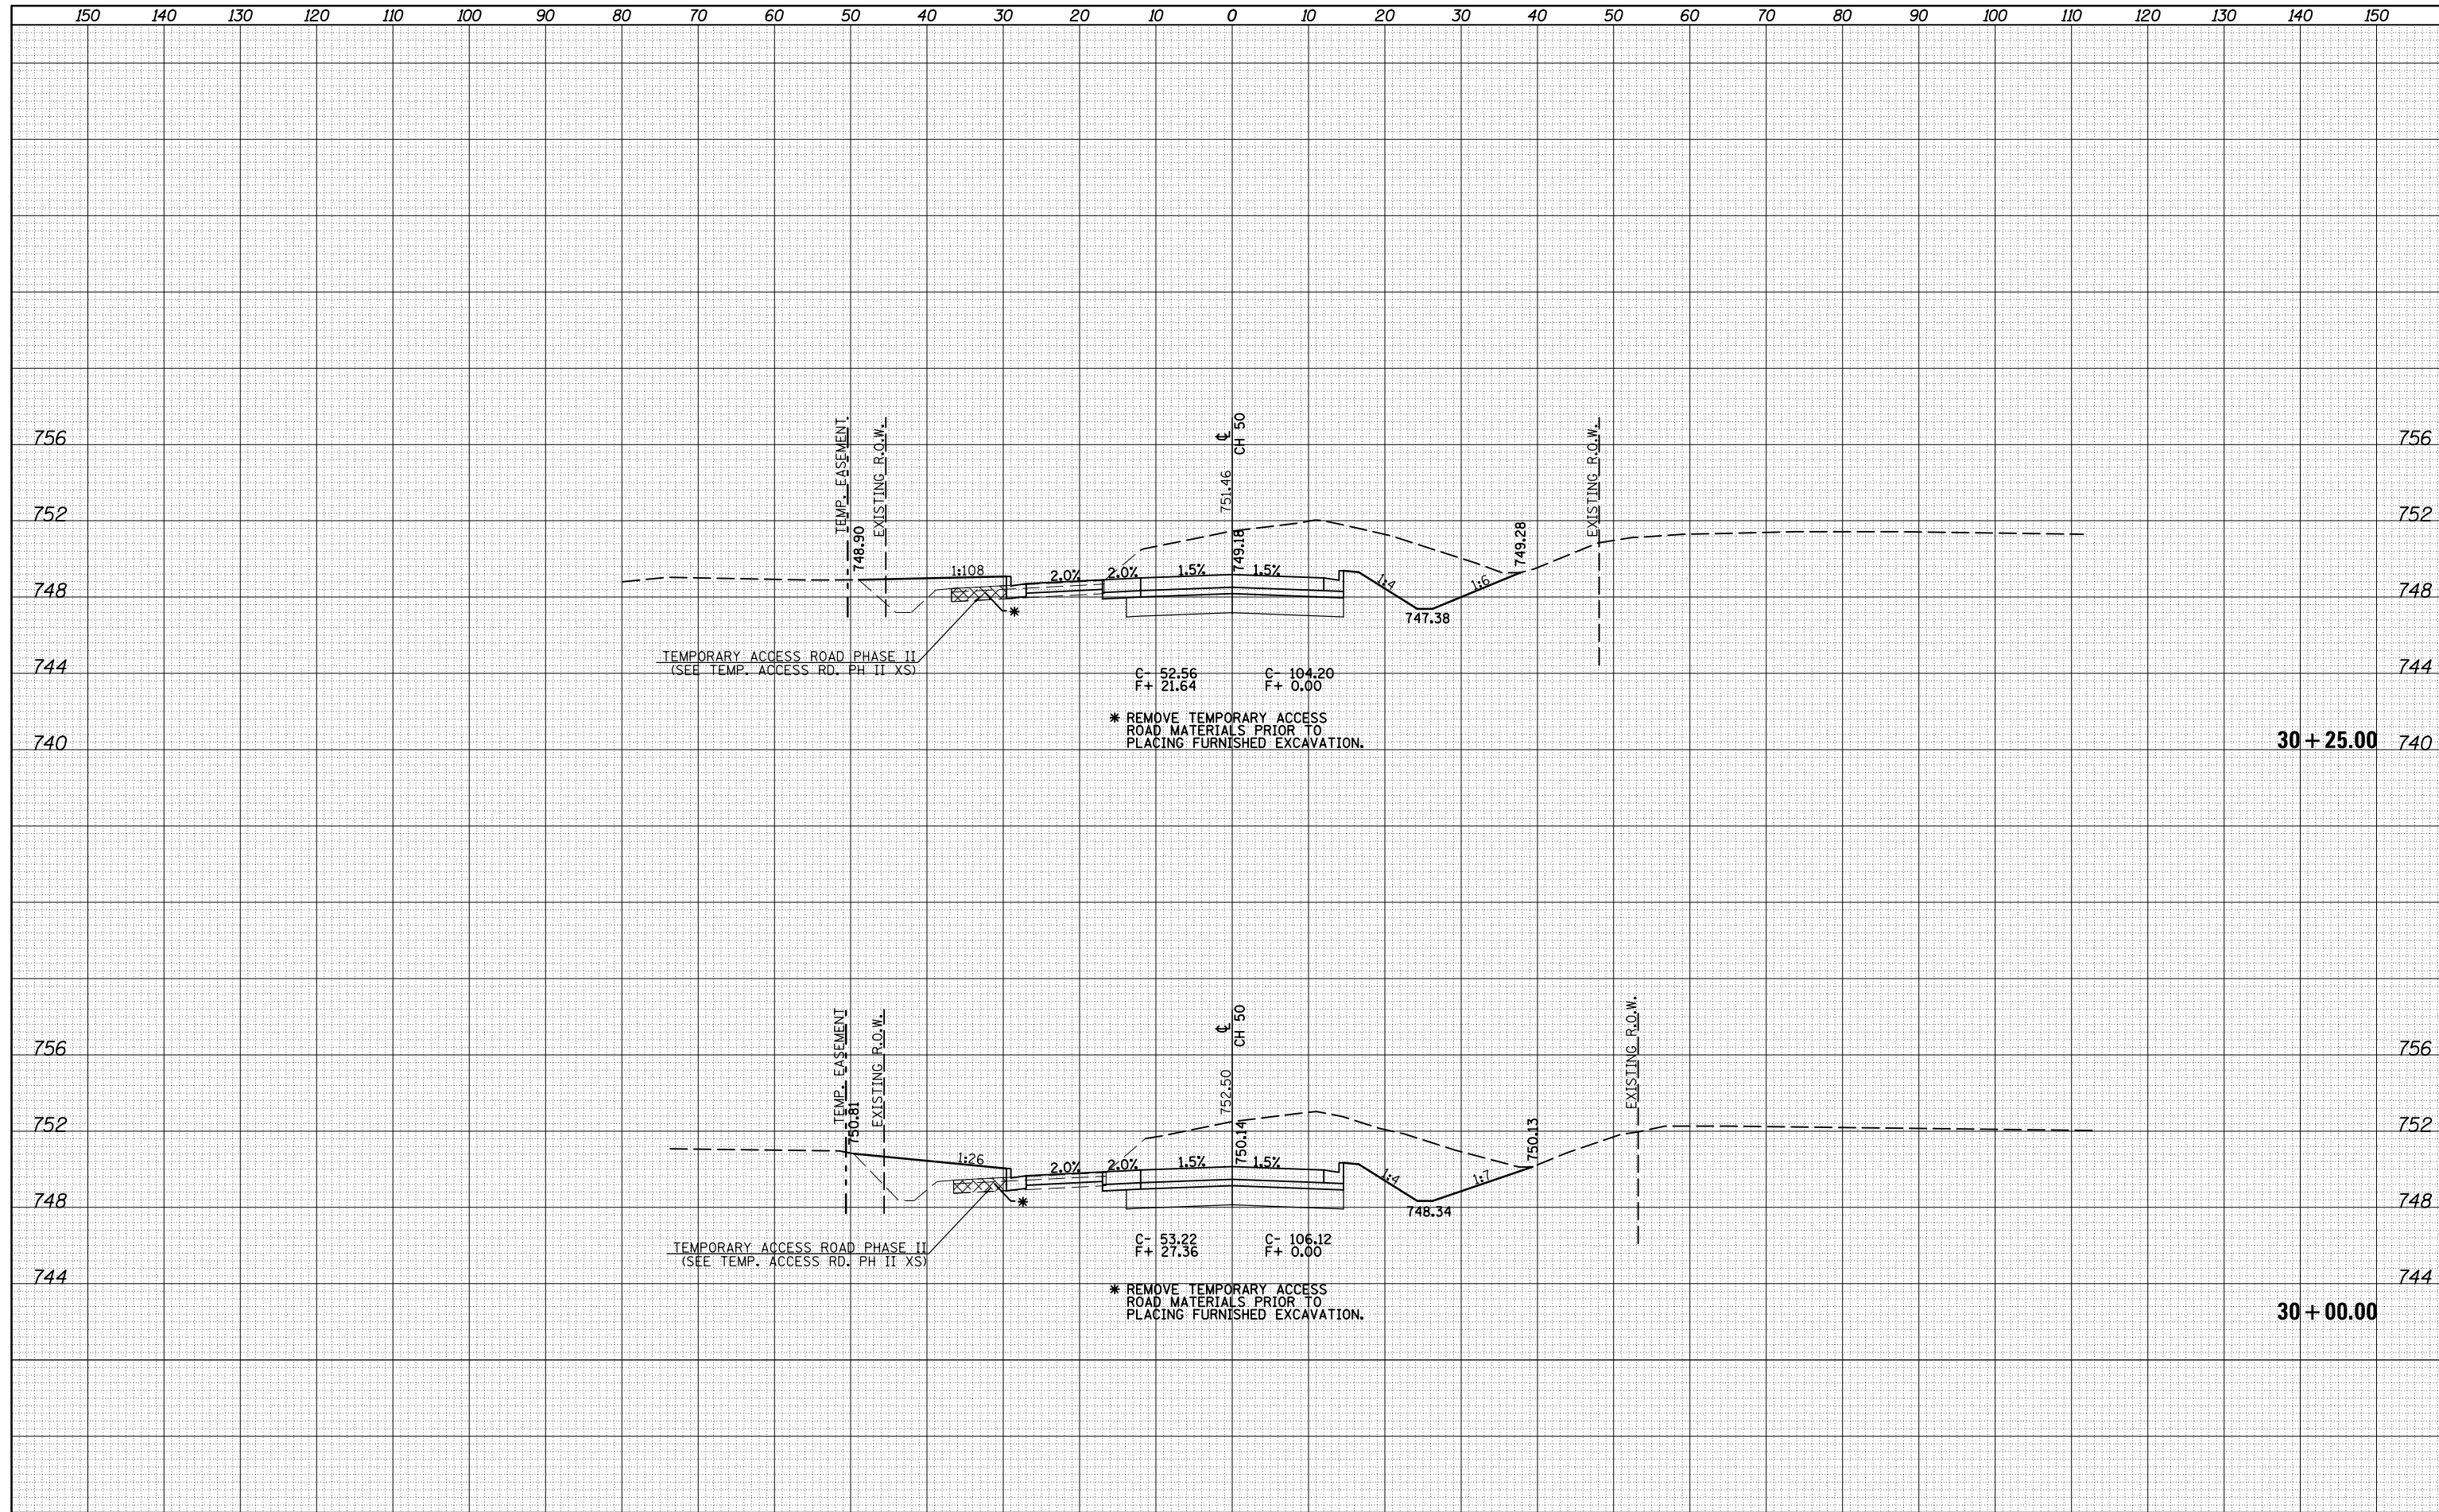 150 140 130 120 110 100 90 80 70 60 50 40 30 20 10 0 10 20 30 40 50 60 70 80 90 100 110 120 130 140 150
TEMP. EASEMENT
EXISTING R.O.W.
℄
CH 50
EXISTING R.O.W.
756 756
751.46
752 752
748.90
749.18
749.28
1:108 2.0% 2.0% 1.5% 1.5% 1:4 1:6
748 748
*
747.38
TEMPORARY ACCESS ROAD PHASE II
(SEE TEMP. ACCESS RD. PH II XS)
744 744
C- 52.56 C- 104.20
F+ 21.64 F+ 0.00
* REMOVE TEMPORARY ACCESS
ROAD MATERIALS PRIOR TO
PLACING FURNISHED EXCAVATION.
740 30+25.00 740
TEMP. EASEMENT
EXISTING R.O.W.
℄
CH 50
EXISTING R.O.W.
756 756
752.50
752 752
750.81
750.14
750.13
1:26 2.0% 2.0% 1.5% 1.5% 1:4 1:7
748 748
*
748.34
TEMPORARY ACCESS ROAD PHASE II
(SEE TEMP. ACCESS RD. PH II XS)
C- 53.22 C- 106.12
F+ 27.36 F+ 0.00
744 744
* REMOVE TEMPORARY ACCESS
ROAD MATERIALS PRIOR TO
PLACING FURNISHED EXCAVATION.
30+00.00